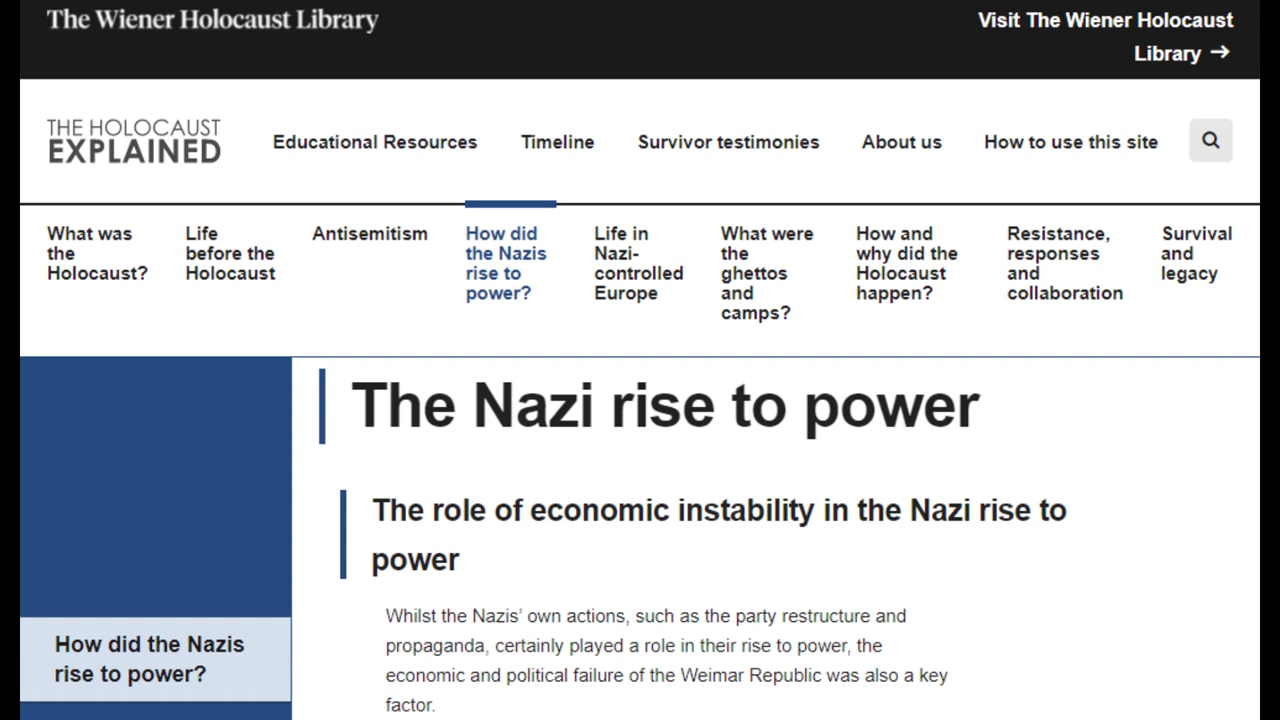 The Wiener Holocaust Library
Visit The Wiener Holocaust
Library →
THE HOLOCAUST
EXPLAINED
Educational Resources
Timeline
Survivor testimonies
About us
How to use this site
What was
the
Holocaust?
Life
before the
Holocaust
Antisemitism
How did
the Nazis
rise to
power?
Life in
Nazi-
controlled
Europe
What were
the
ghettos
and
camps?
How and
why did the
Holocaust
happen?
Resistance,
responses
and
collaboration
Survival
and
legacy
The Nazi rise to power
The role of economic instability in the Nazi rise to
power
Whilst the Nazis’ own actions, such as the party restructure and
propaganda, certainly played a role in their rise to power, the
economic and political failure of the Weimar Republic was also a key
factor.
How did the Nazis
rise to power?